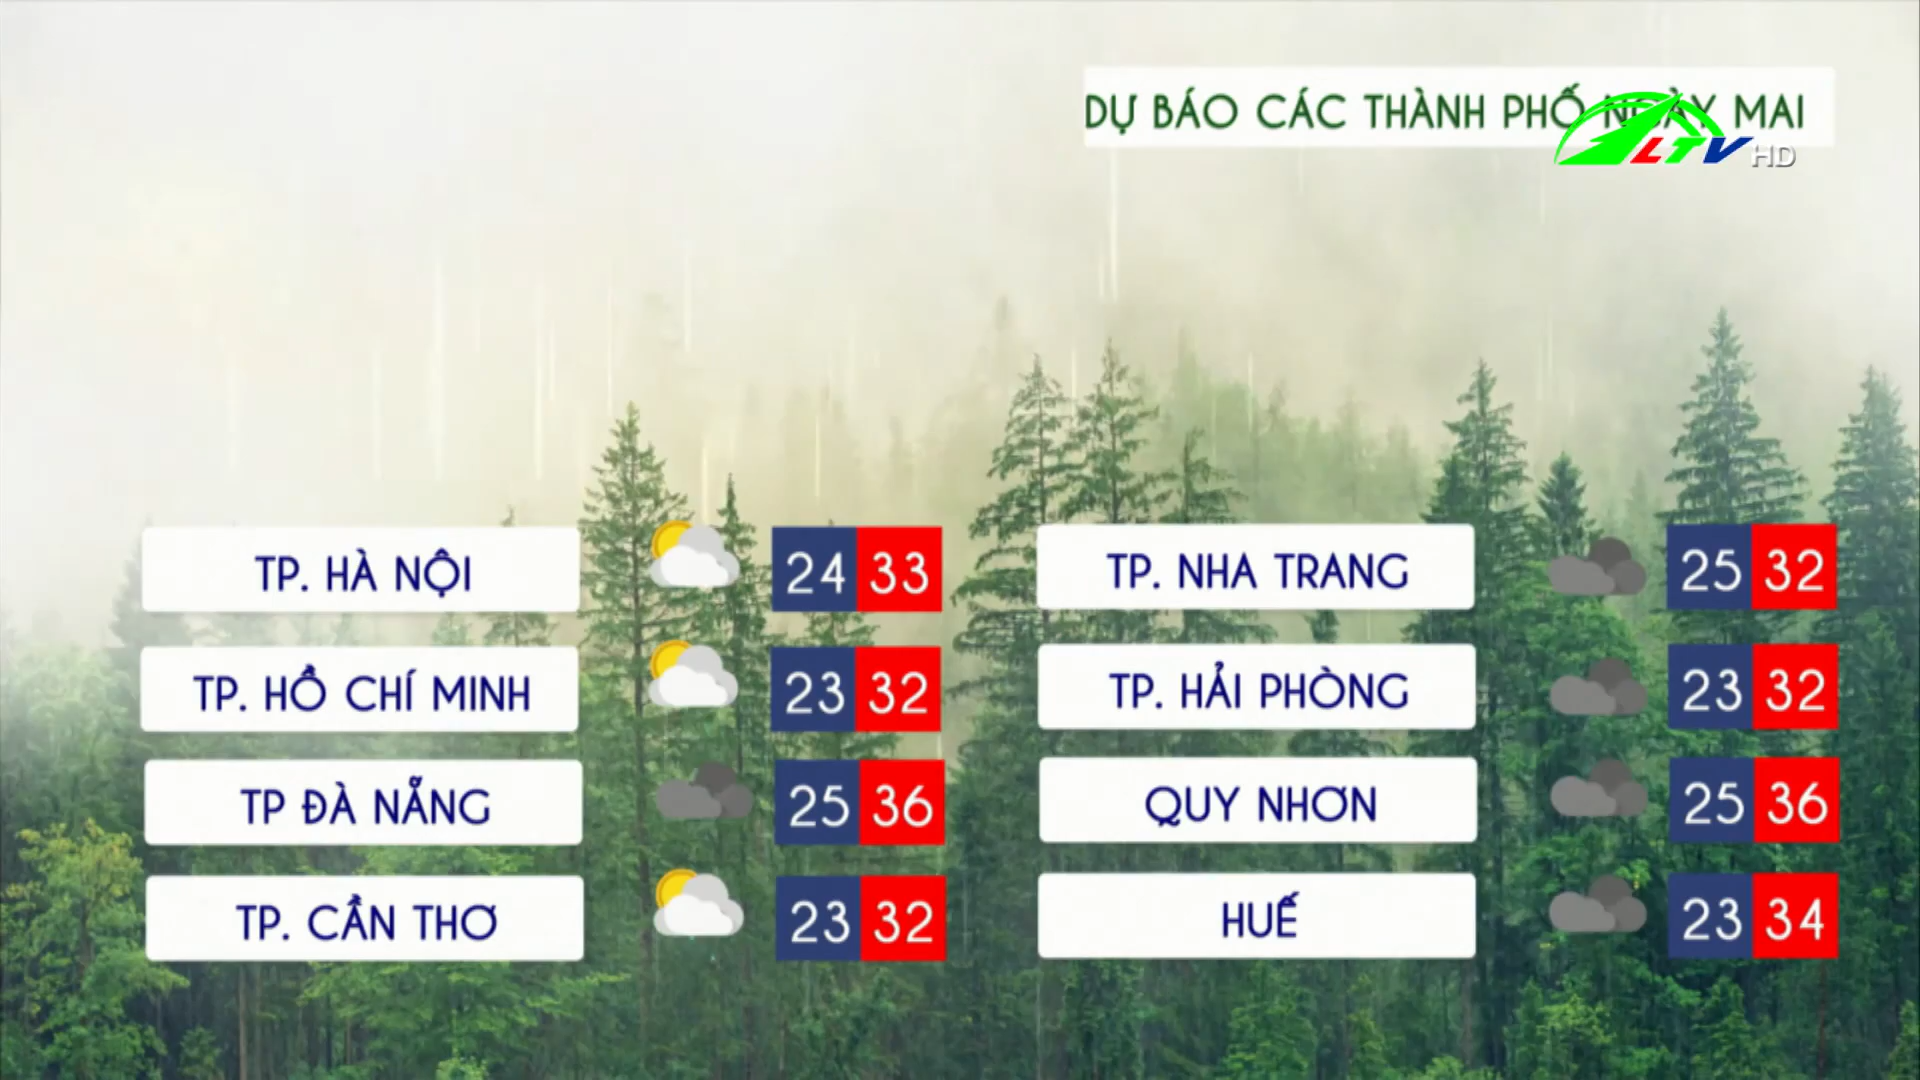 DỰ BÁO CÁC THÀNH PHỐ NGÀY MAI
LTV HD
TP. HÀ NỘI 24 33
TP. HỒ CHÍ MINH 23 32
TP ĐÀ NẴNG 25 36
TP. CẦN THƠ 23 32
TP. NHA TRANG 25 32
TP. HẢI PHÒNG 23 32
QUY NHƠN 25 36
HUẾ 23 34